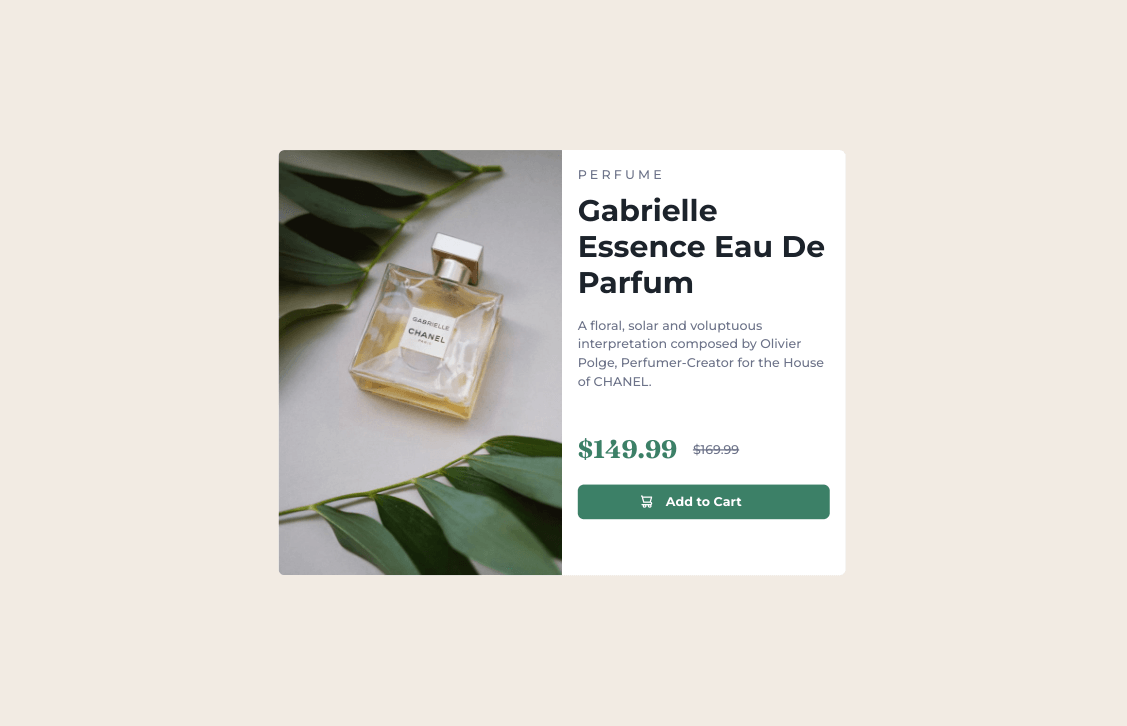 GABRIELLE
CHANEL
PARIS
PERFUME
Gabrielle
Essence Eau De
Parfum
A floral, solar and voluptuous
interpretation composed by Olivier
Polge, Perfumer-Creator for the House
of CHANEL.
$149.99 $169.99
Add to Cart